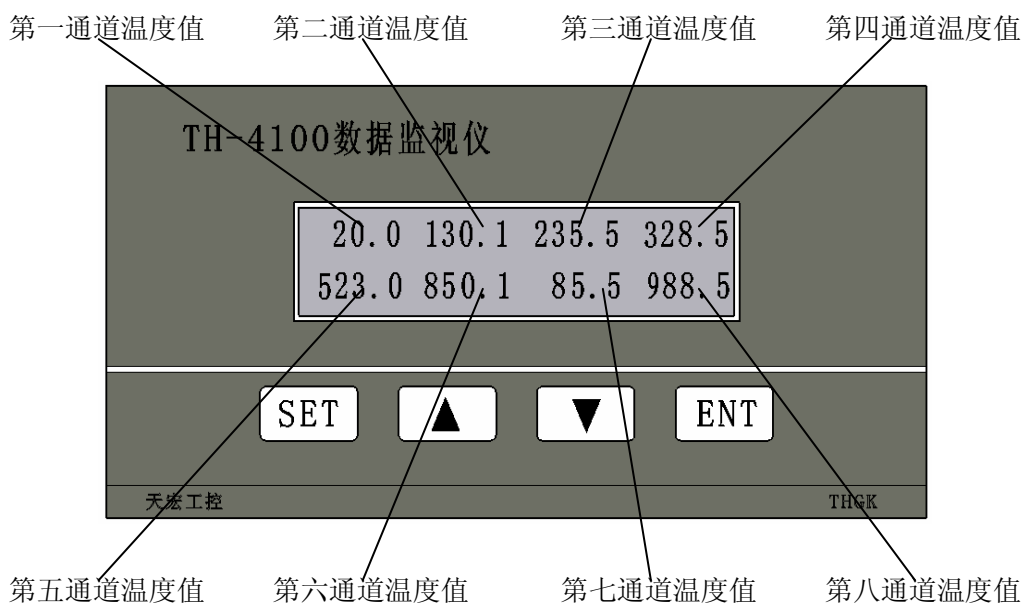 第一通道温度值 第二通道温度值 第三通道温度值 第四通道温度值
TH-4100数据监视仪
20.0 130.1 235.5 328.5
523.0 850.1 85.5 988.5
SET ▲ ▼ ENT
天宏工控 THGK
第五通道温度值 第六通道温度值 第七通道温度值 第八通道温度值